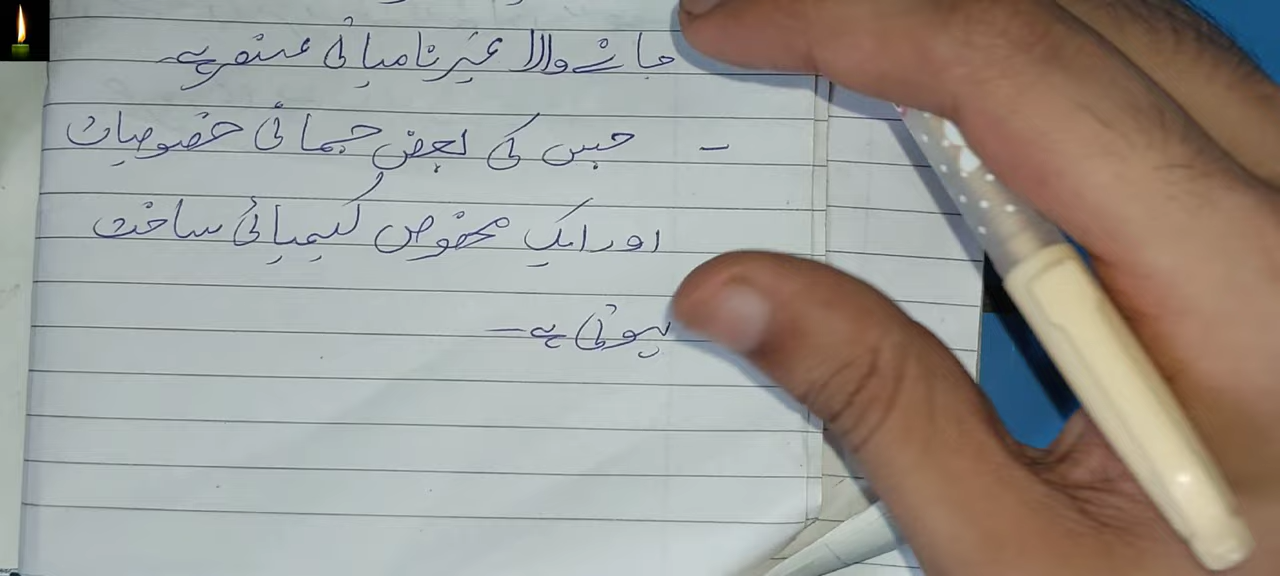 جانے والا غیر نامیاتی عنصر ہے۔
- جس کی بعض جسمانی خصوصیات
اور ایک مخصوص کیمیائی ساخت
ہوتی ہے۔